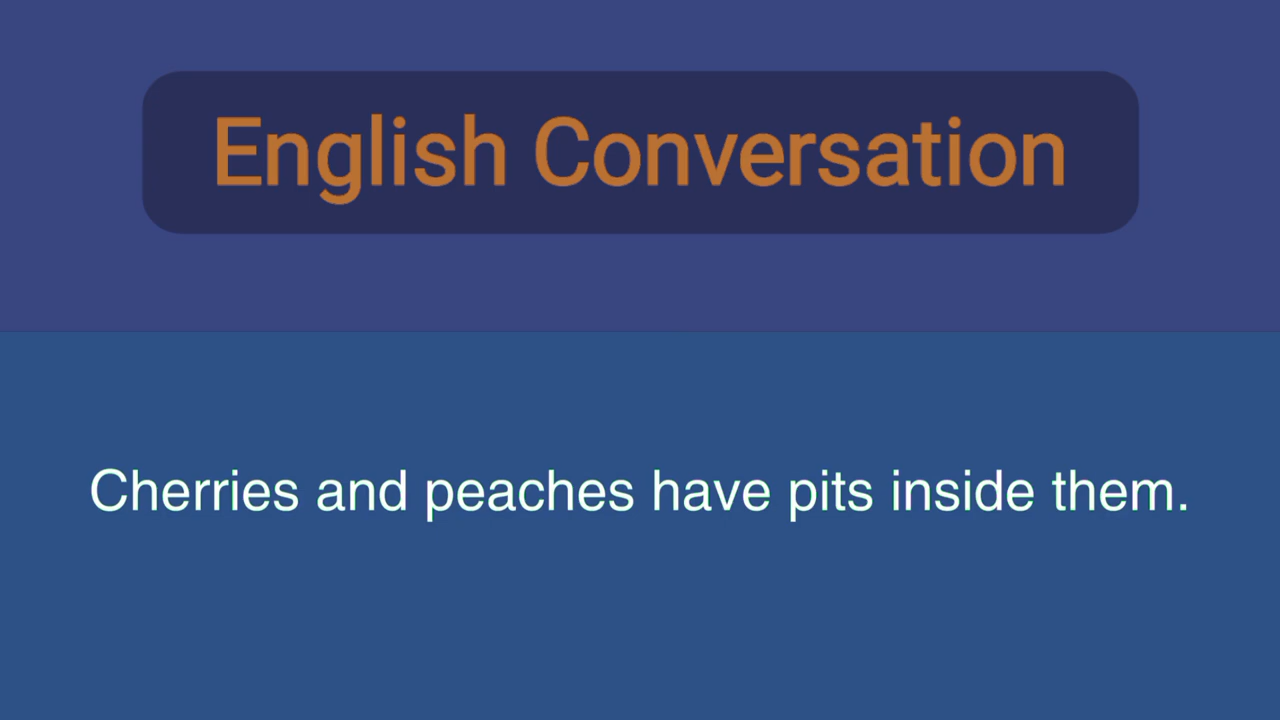 English Conversation
Cherries and peaches have pits inside them.